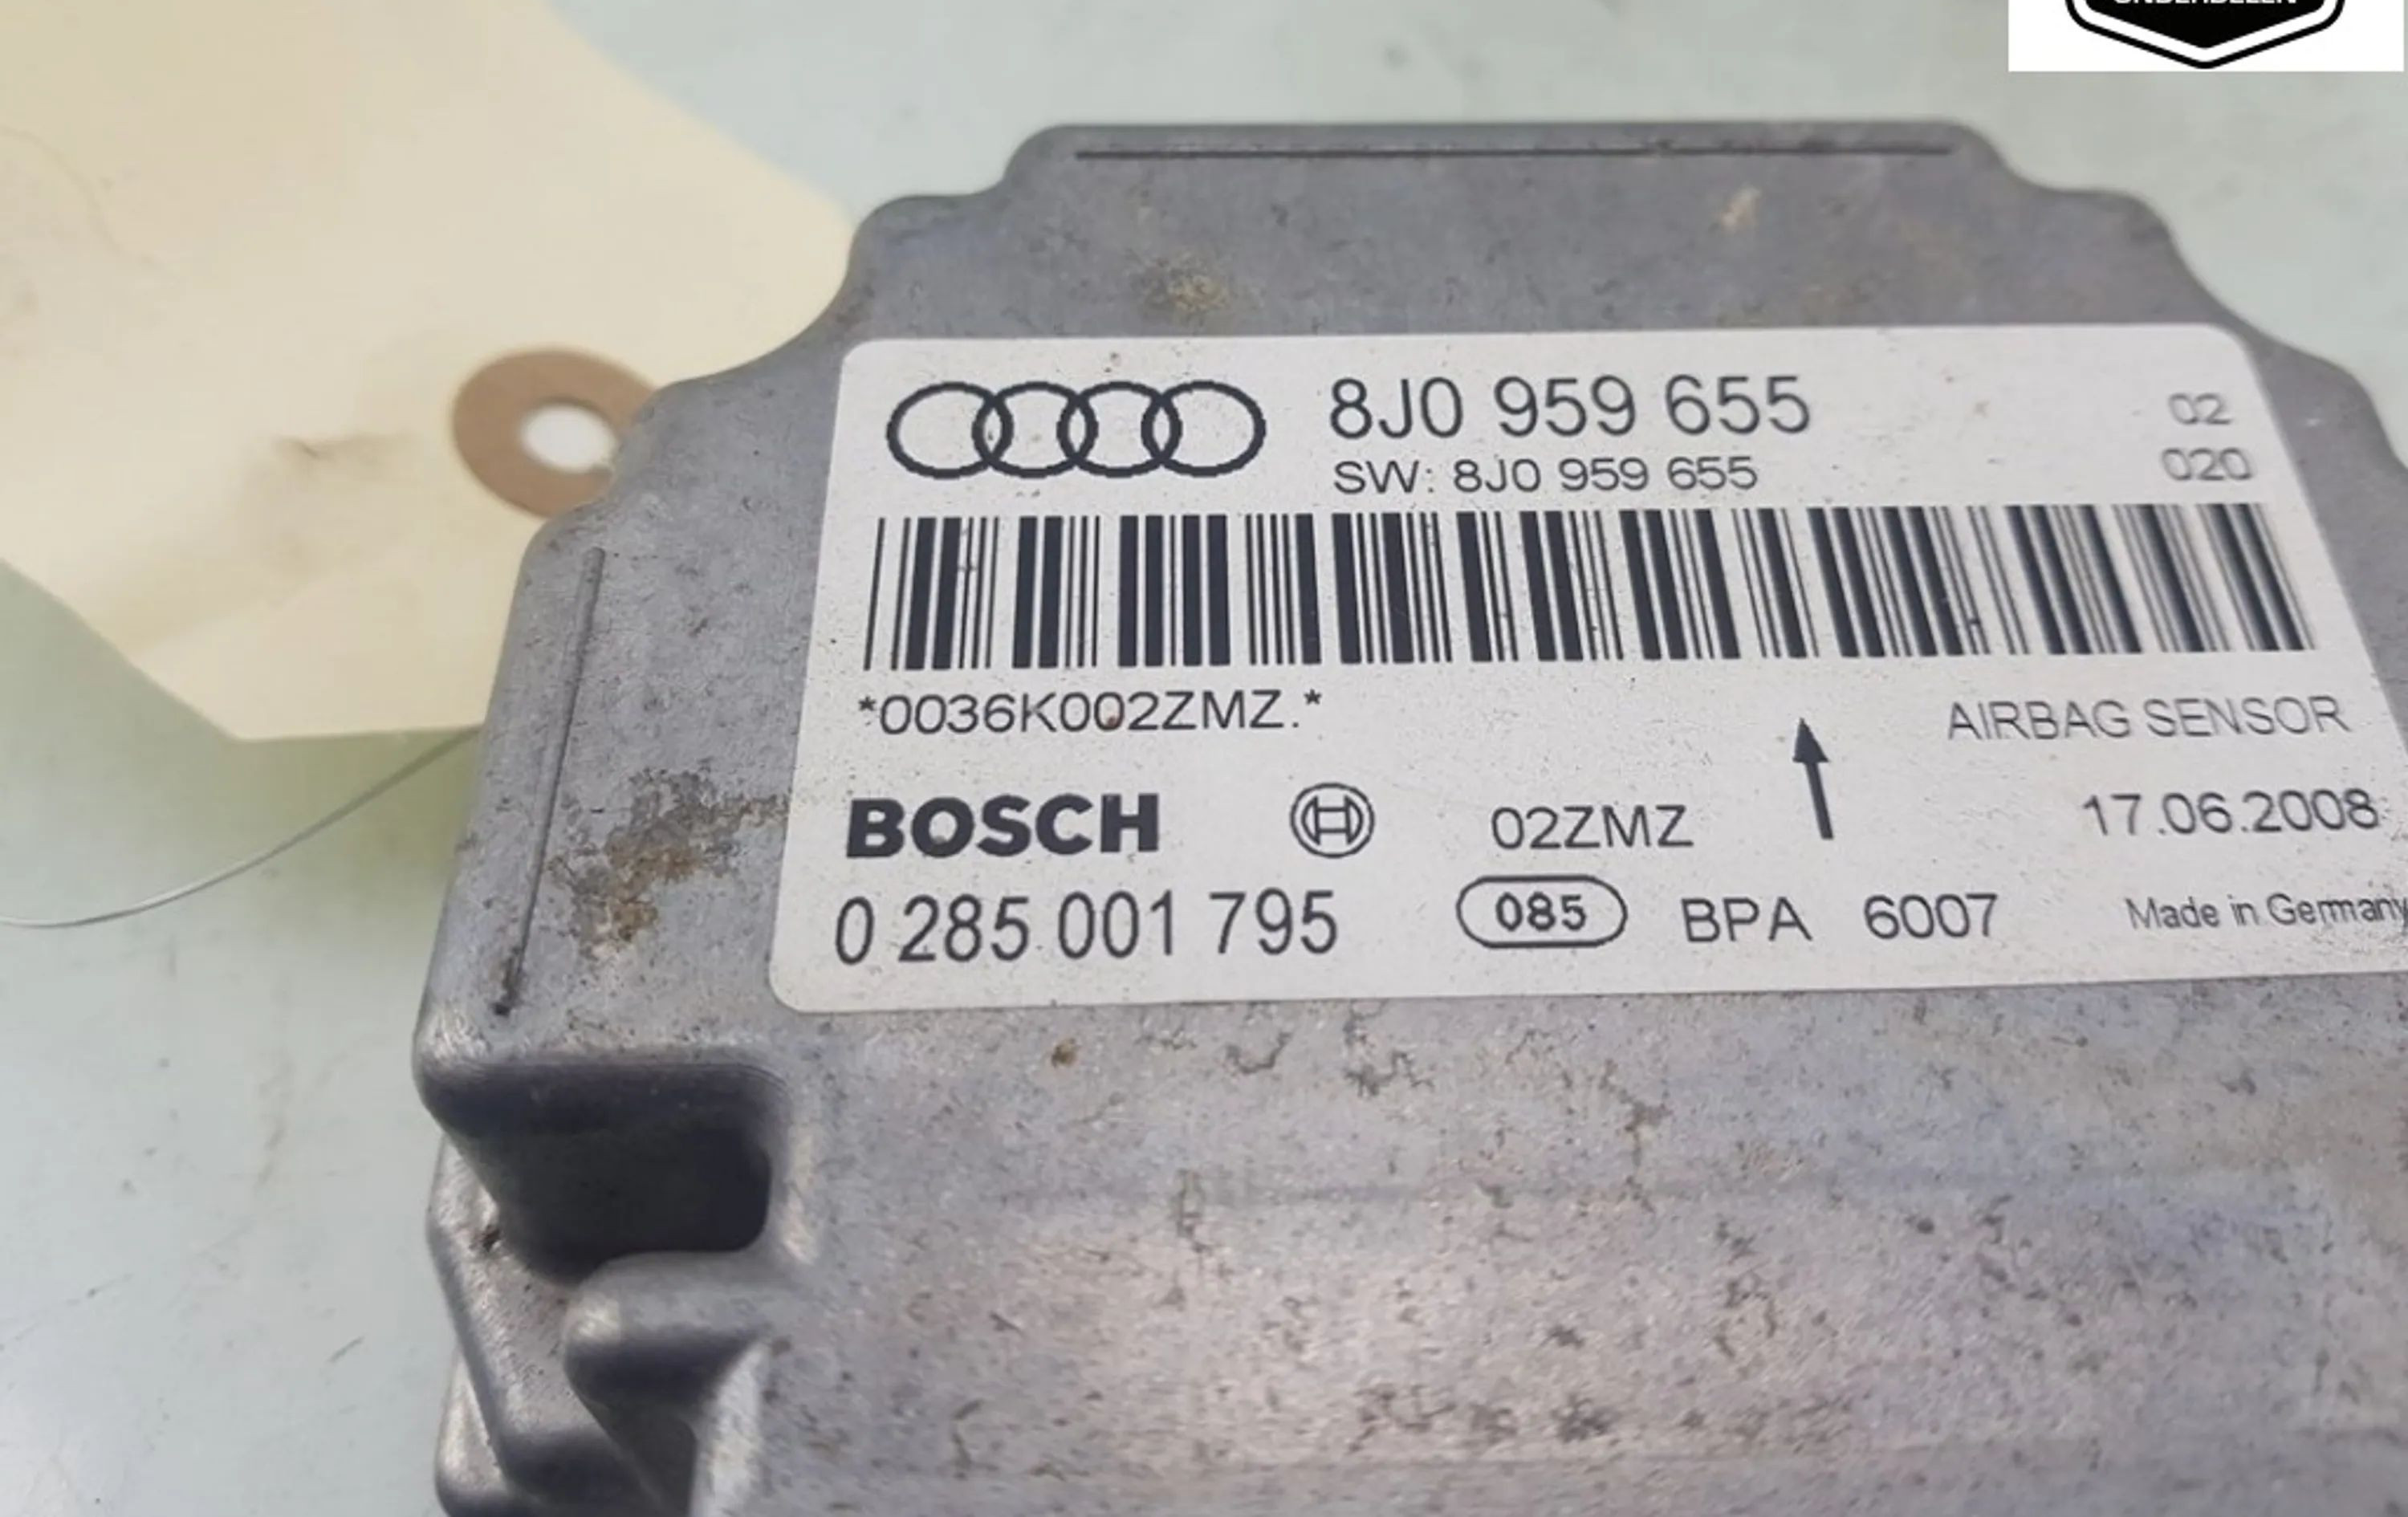 ONDERDELEN
8J0 959 655 02
SW: 8J0 959 655 020
*0036K002ZMZ.*
AIRBAG SENSOR
BOSCH 02ZMZ 17.06.2008
0 285 001 795 085 BPA 6007 Made in Germany